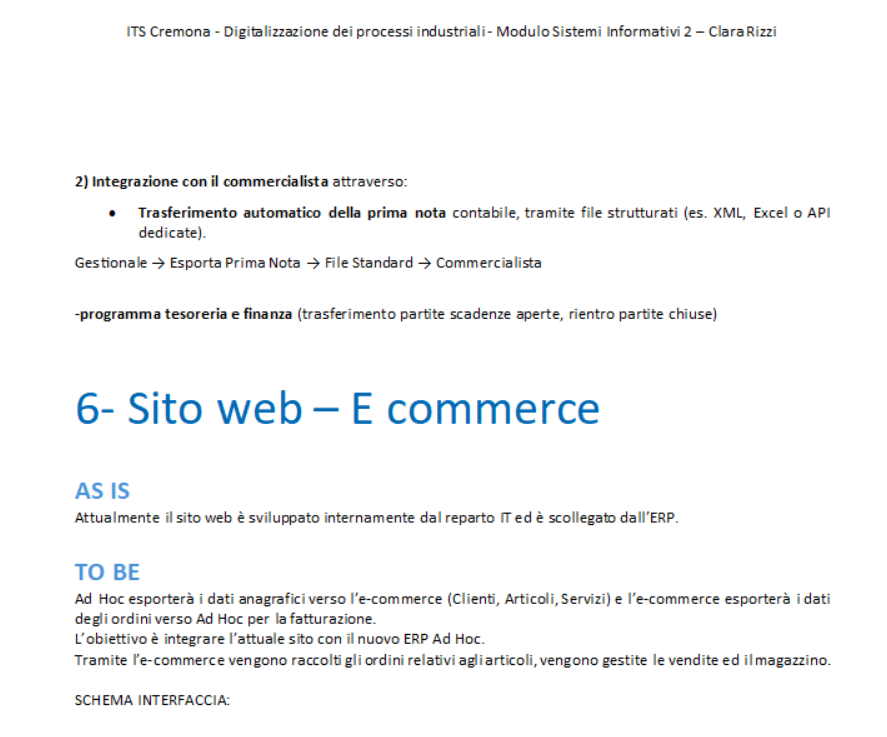 ITS Cremona - Digitalizzazione dei processi industriali - Modulo Sistemi Informativi 2 – Clara Rizzi
2) Integrazione con il commercialista attraverso:
• Trasferimento automatico della prima nota contabile, tramite file strutturati (es. XML, Excel o API
dedicate).
Gestionale → Esporta Prima Nota → File Standard → Commercialista
-programma tesoreria e finanza (trasferimento partite scadenze aperte, rientro partite chiuse)
6- Sito web – E commerce
AS IS
Attualmente il sito web è sviluppato internamente dal reparto IT ed è scollegato dall’ERP.
TO BE
Ad Hoc esporterà i dati anagrafici verso l’e-commerce (Clienti, Articoli, Servizi) e l’e-commerce esporterà i dati
degli ordini verso Ad Hoc per la fatturazione.
L’obiettivo è integrare l’attuale sito con il nuovo ERP Ad Hoc.
Tramite l’e-commerce vengono raccolti gli ordini relativi agli articoli, vengono gestite le vendite ed il magazzino.
SCHEMA INTERFACCIA: